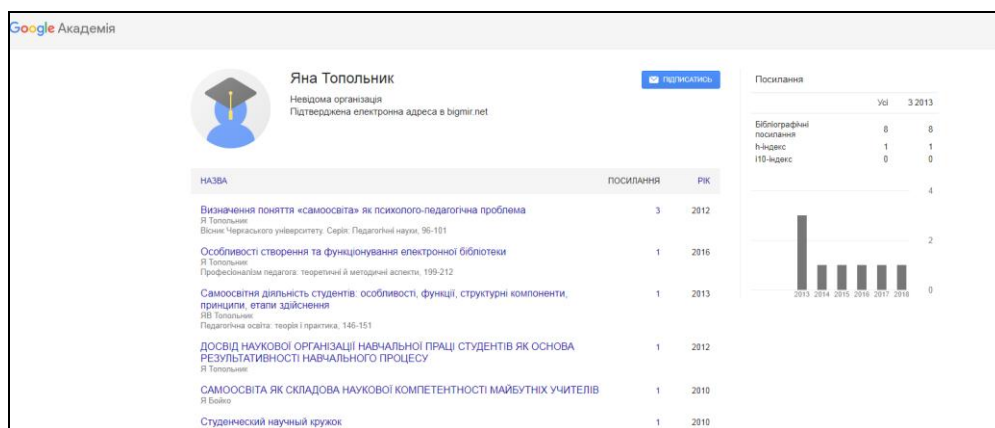 Google Академія
Яна Топольник
Невідома організація
Підтверджена електронна адреса в bigmir.net
ПІДПИСАТИСЬ
НАЗВА ПОСИЛАННЯ РІК
Визначення поняття «самоосвіта» як психолого-педагогічна проблема 3 2012
Я Топольник
Вісник Черкаського університету. Серія: Педагогічні науки, 96-101
Особливості створення та функціонування електронної бібліотеки 1 2016
Я Топольник
Професіоналізм педагога: теоретичні й методичні аспекти, 199-212
Самоосвітня діяльність студентів: особливості, функції, структурні компоненти, 1 2013
принципи, етапи здійснення
ЯВ Топольник
Педагогічна освіта: теорія і практика, 146-151
ДОСВІД НАУКОВОЇ ОРГАНІЗАЦІЇ НАВЧАЛЬНОЇ ПРАЦІ СТУДЕНТІВ ЯК ОСНОВА 1 2012
РЕЗУЛЬТАТИВНОСТІ НАВЧАЛЬНОГО ПРОЦЕСУ
Я Топольник
САМООСВІТА ЯК СКЛАДОВА НАУКОВОЇ КОМПЕТЕНТНОСТІ МАЙБУТНІХ УЧИТЕЛІВ 1 2010
Я Бойко
Студенческий научный кружок 1 2010
Посилання
Усі З 2013
Бібліографічні
посилання 8 8
h-індекс 1 1
i10-індекс 0 0
4
2
0
2013 2014 2015 2016 2017 2018